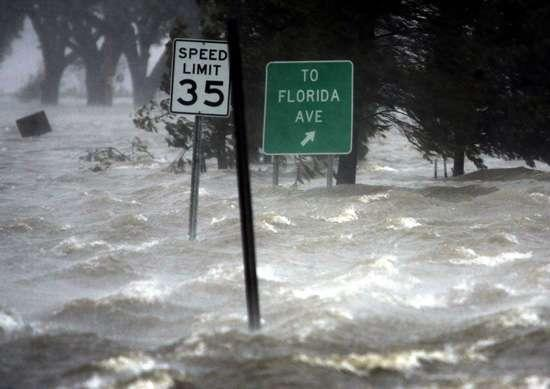 SPEED
LIMIT
35
TO
FLORIDA
AVE